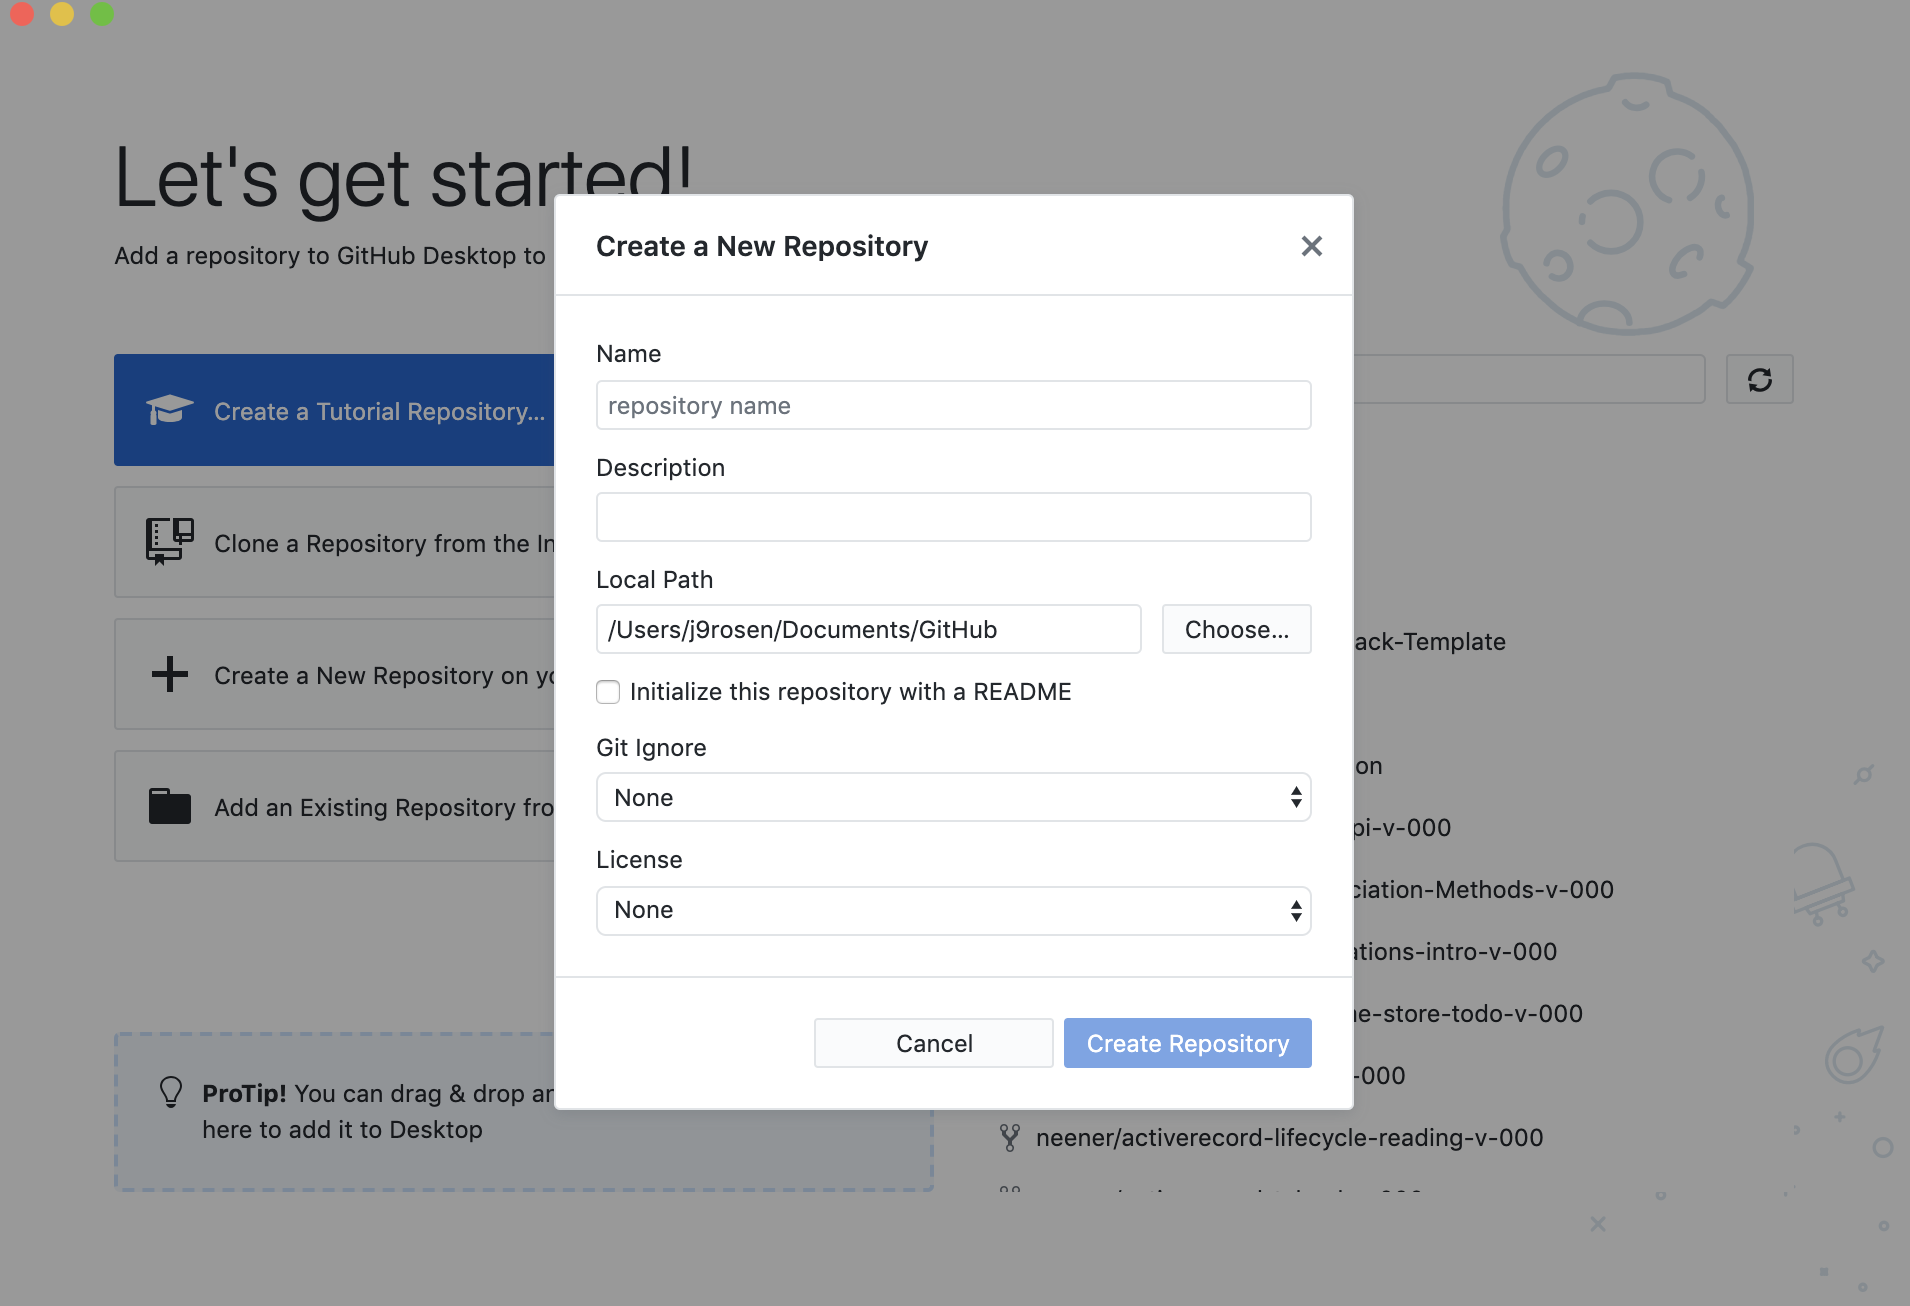 Let's get started!
Add a repository to GitHub Desktop to
Create a Tutorial Repository...
Clone a Repository from the
Create a New Repository on
Add an Existing Repository
ProTip! You can drag & drop
here to add it to Desktop
Create a New Repository
Name
repository name
Description
Local Path
/Users/j9rosen/Documents/GitHub
Choose...
Initialize this repository with a README
Git Ignore
None
License
None
Cancel
Create Repository
ack-Template
on
pi-v-000
ciation-Methods-v-000
ations-intro-v-000
e-store-todo-v-000
-000
neener/activerecord-lifecycle-reading-v-000